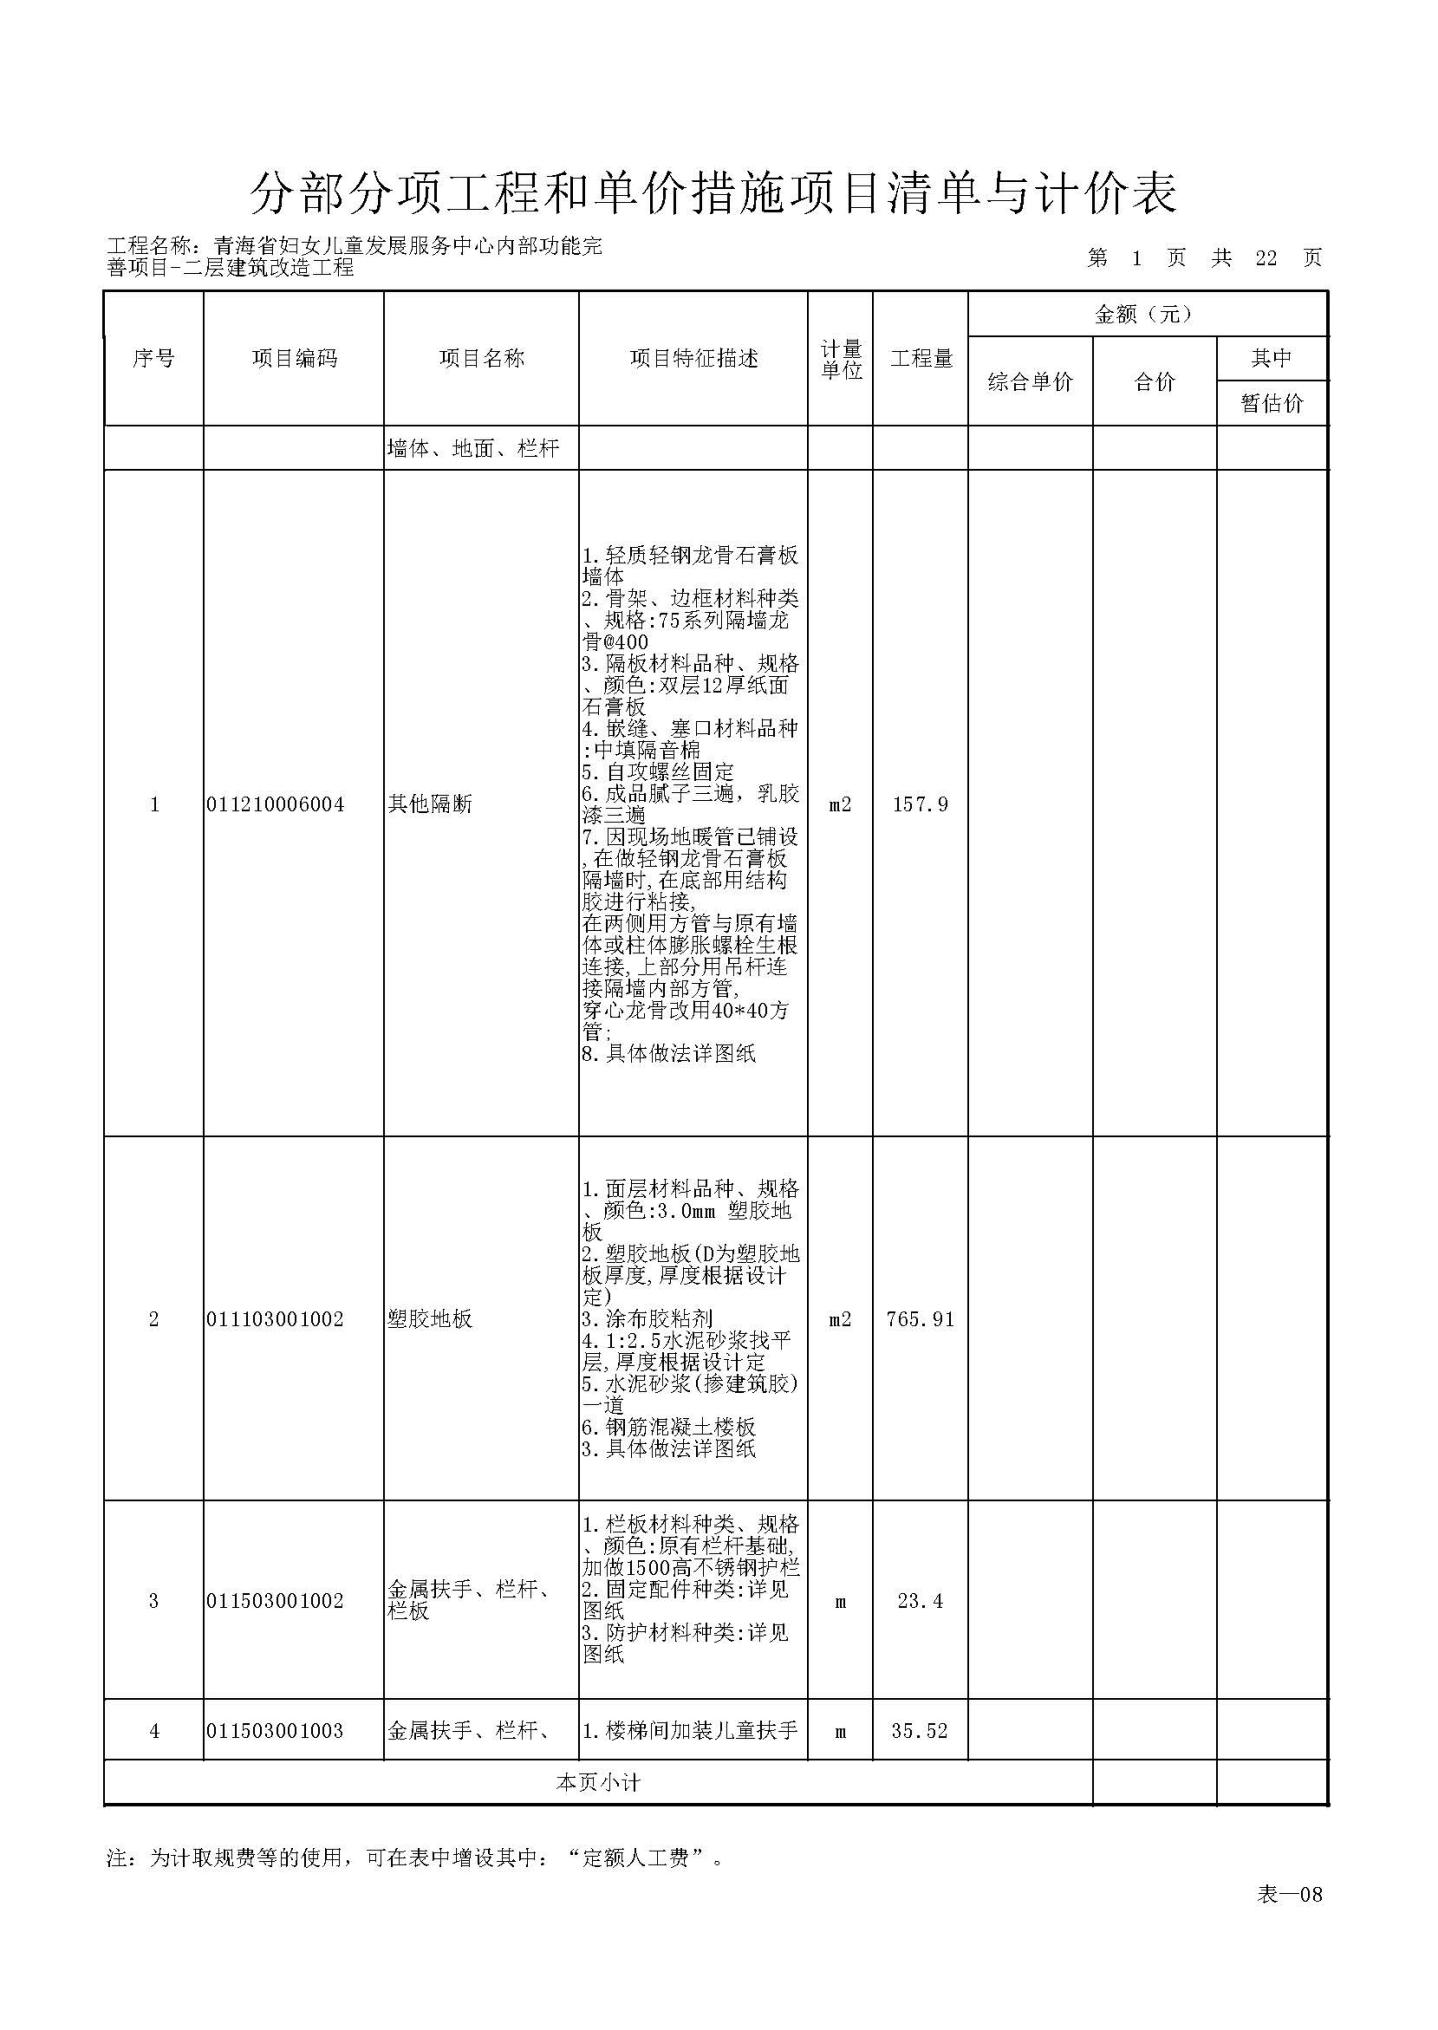 分部分项工程和单价措施项目清单与计价表
工程名称：青海省妇女儿童发展服务中心内部功能完
善项目-二层建筑改造工程
第 1 页 共 22 页
序号 项目编码 项目名称 项目特征描述 计量
单位 工程量 金额（元）
综合单价 合价 其中
暂估价
墙体、地面、栏杆
1 011210006004 其他隔断
1.轻质轻钢龙骨石膏板
墙体
2.骨架、边框材料种类
、规格:75系列隔墙龙
骨@400
3.隔板材料品种、规格
、颜色:双层12厚纸面
石膏板
4.嵌缝、塞口材料品种
:中填隔音棉
5.自攻螺丝固定
6.成品腻子三遍，乳胶
漆三遍
7.因现场地暖管已铺设
,在做轻钢龙骨石膏板
隔墙时,在底部用结构
胶进行粘接,
在两侧用方管与原有墙
体或柱体膨胀螺栓生根
连接,上部分用吊杆连
接隔墙内部方管,
穿心龙骨改用40*40方
管;
8.具体做法详图纸
m2 157.9
2 011103001002 塑胶地板
1.面层材料品种、规格
、颜色:3.0mm 塑胶地
板
2.塑胶地板(D为塑胶地
板厚度,厚度根据设计
定)
3.涂布胶粘剂
4.1:2.5水泥砂浆找平
层,厚度根据设计定
5.水泥砂浆(掺建筑胶)
一道
6.钢筋混凝土楼板
3.具体做法详图纸
m2 765.91
3 011503001002 金属扶手、栏杆、
栏板
1.栏板材料种类、规格
、颜色:原有栏杆基础,
加做1500高不锈钢护栏
2.固定配件种类:详见
图纸
3.防护材料种类:详见
图纸
m 23.4
4 011503001003 金属扶手、栏杆、 1.楼梯间加装儿童扶手 m 35.52
本页小计
注：为计取规费等的使用，可在表中增设其中：“定额人工费”。
表—08